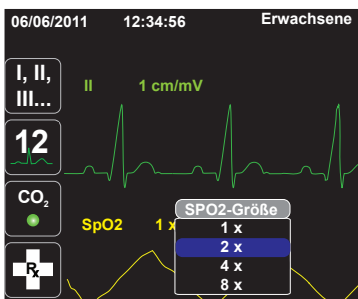 06/06/2011 12:34:56 Erwachsene
I, II,
III...
II 1 cm/mV
12
CO2
SpO2 1 x
SPO2-Größe
1 x
2 x
4 x
8 x
Rx